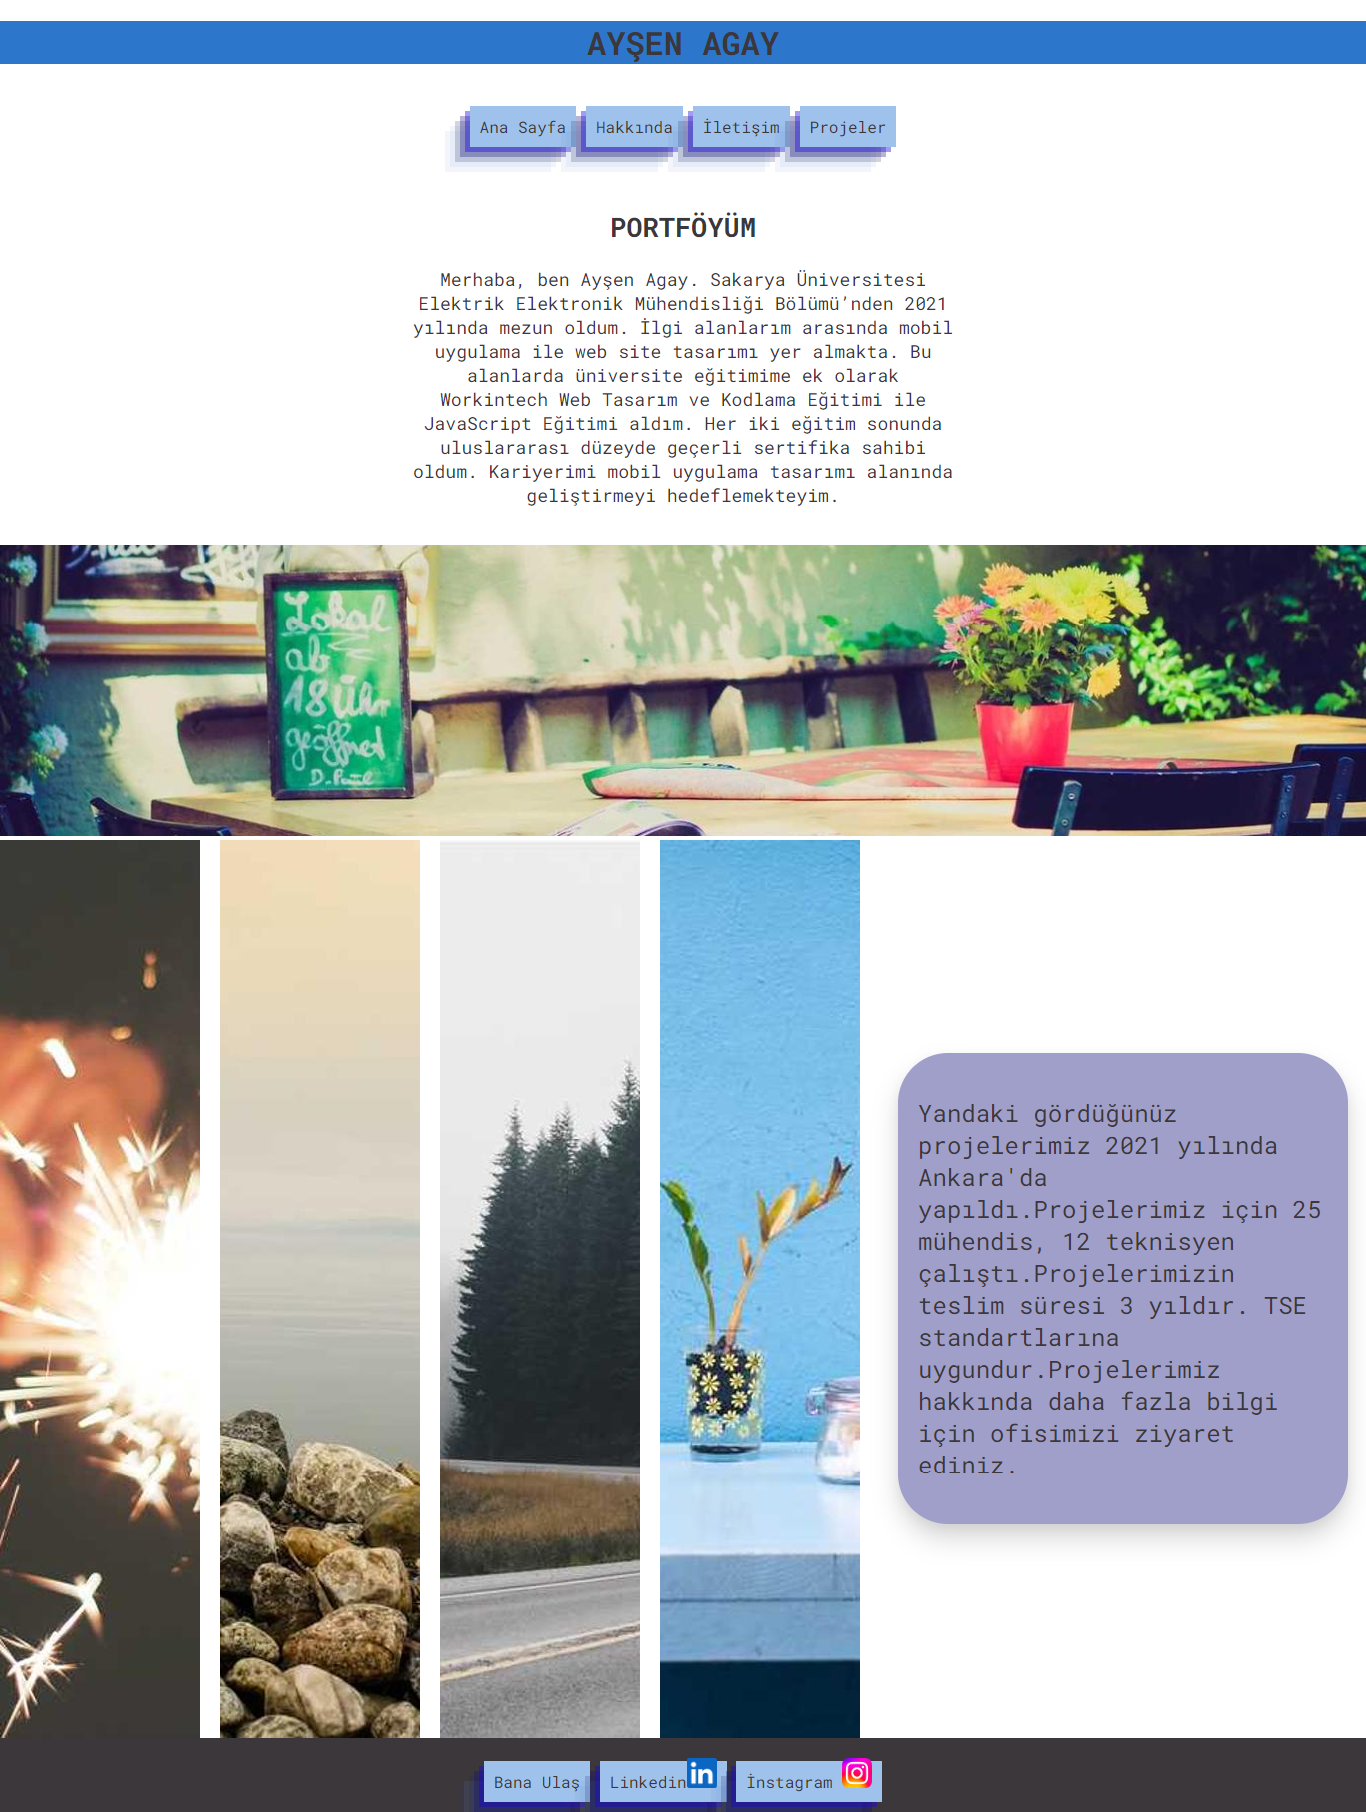 AYŞEN AGAY
Ana Sayfa Hakkında İletişim Projeler
PORTFÖYÜM
Merhaba, ben Ayşen Agay. Sakarya Üniversitesi
Elektrik Elektronik Mühendisliği Bölümü’nden 2021
yılında mezun oldum. İlgi alanlarım arasında mobil
uygulama ile web site tasarımı yer almakta. Bu
alanlarda üniversite eğitimime ek olarak
Workintech Web Tasarım ve Kodlama Eğitimi ile
JavaScript Eğitimi aldım. Her iki eğitim sonunda
uluslararası düzeyde geçerli sertifika sahibi
oldum. Kariyerimi mobil uygulama tasarımı alanında
geliştirmeyi hedeflemekteyim.
Lokal
ab
18 Uhr
geöffnet
Yandaki gördüğünüz
projelerimiz 2021 yılında
Ankara'da
yapıldı.Projelerimiz için 25
mühendis, 12 teknisyen
çalıştı.Projelerimizin
teslim süresi 3 yıldır. TSE
standartlarına
uygundur.Projelerimiz
hakkında daha fazla bilgi
için ofisimizi ziyaret
ediniz.
Bana Ulaş Linkedin in İnstagram